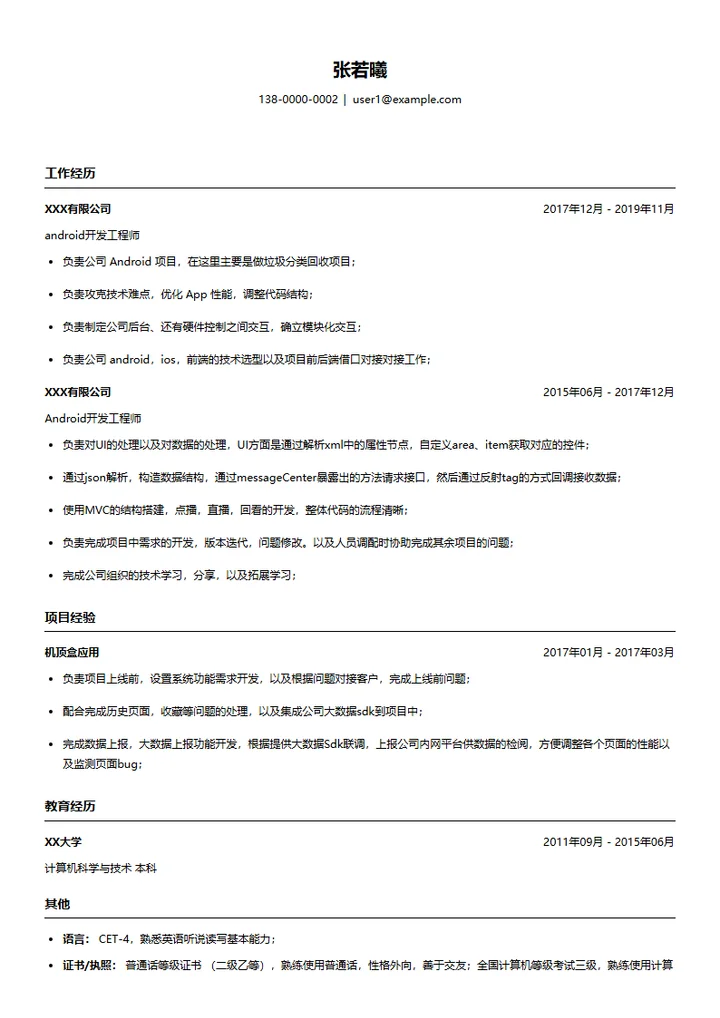 张若曦
138-0000-0002 | user1@example.com
工作经历
XXX有限公司 2017年12月 - 2019年11月
android开发工程师
• 负责公司 Android 项目，在这里主要是做垃圾分类回收项目；
• 负责攻克技术难点，优化 App 性能，调整代码结构；
• 负责制定公司后台、还有硬件控制之间交互，确立模块化交互；
• 负责公司 android，ios，前端的技术选型以及项目前后端借口对接对接工作；
XXX有限公司 2015年06月 - 2017年12月
Android开发工程师
• 负责对UI的处理以及对数据的处理，UI方面是通过解析xml中的属性节点，自定义area、item获取对应的控件；
• 通过json解析，构造数据结构，通过messageCenter暴露出的方法请求接口，然后通过反射tag的方式回调接收数据；
• 使用MVC的结构搭建，点播，直播，回看的开发，整体代码的流程清晰；
• 负责完成项目中需求的开发，版本迭代，问题修改。以及人员调配时协助完成其余项目的问题；
• 完成公司组织的技术学习，分享，以及拓展学习；
项目经验
机顶盒应用 2017年01月 - 2017年03月
• 负责项目上线前，设置系统功能需求开发，以及根据问题对接客户，完成上线前问题；
• 配合完成历史页面，收藏等问题的处理，以及集成公司大数据sdk到项目中；
• 完成数据上报，大数据上报功能开发，根据提供大数据Sdk联调，上报公司内网平台供数据的检阅，方便调整各个页面的性能以
及监测页面bug；
教育经历
XX大学 2011年09月 - 2015年06月
计算机科学与技术 本科
其他
• 语言： CET-4，熟悉英语听说读写基本能力；
• 证书/执照： 普通话等级证书 （二级乙等），熟练使用普通话，性格外向，善于交友；全国计算机等级考试三级，熟练使用计算